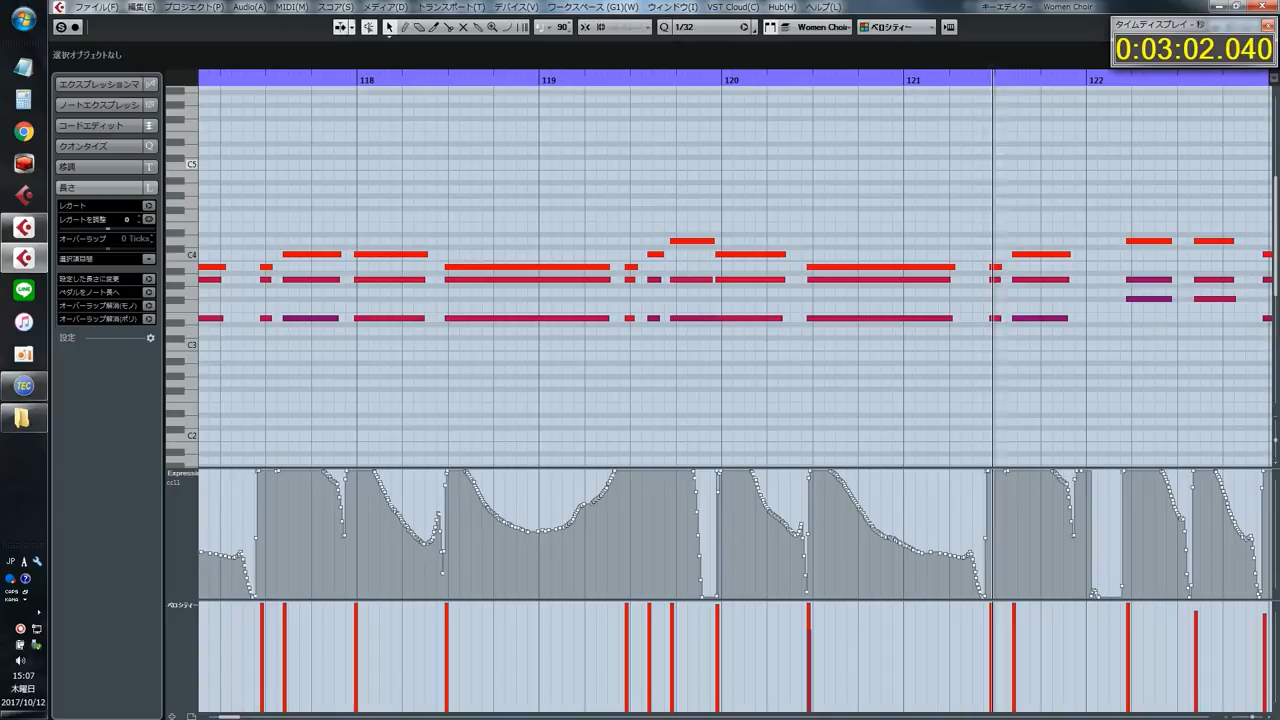 ファイル(F) 編集(E) プロジェクト(P) Audio(A) MIDI(M) スコア(S) メディア(D) トランスポート(T) デバイス(V) ワークスペース (G1)(W) ウィンドウ(I) VST Cloud(C) Hub(H) ヘルプ(L) キーエディター Women Choir
タイムディスプレイ - 秒
0:03:02.040
S 90° Q 1/32 Women Choir ベロシティー
選択オブジェクトなし
エクスプレッションマ
ノートエクスプレッシ
コードエディット
クオンタイズ Q
移調 T
長さ L
レガート
レガートを調整 0
オーバーラップ 0 Ticks
選択項目間
設定した長さに変更
ペダルをノート長へ
オーバーラップ解消(モノ)
オーバーラップ解消(ポリ)
設定
118 119 120 121 122
C5
C4
C3
C2
Expressi
cc11
ベロシティー
LINE
TEC
JP A
CAPS
KANA
15:07
木曜日
2017/10/12